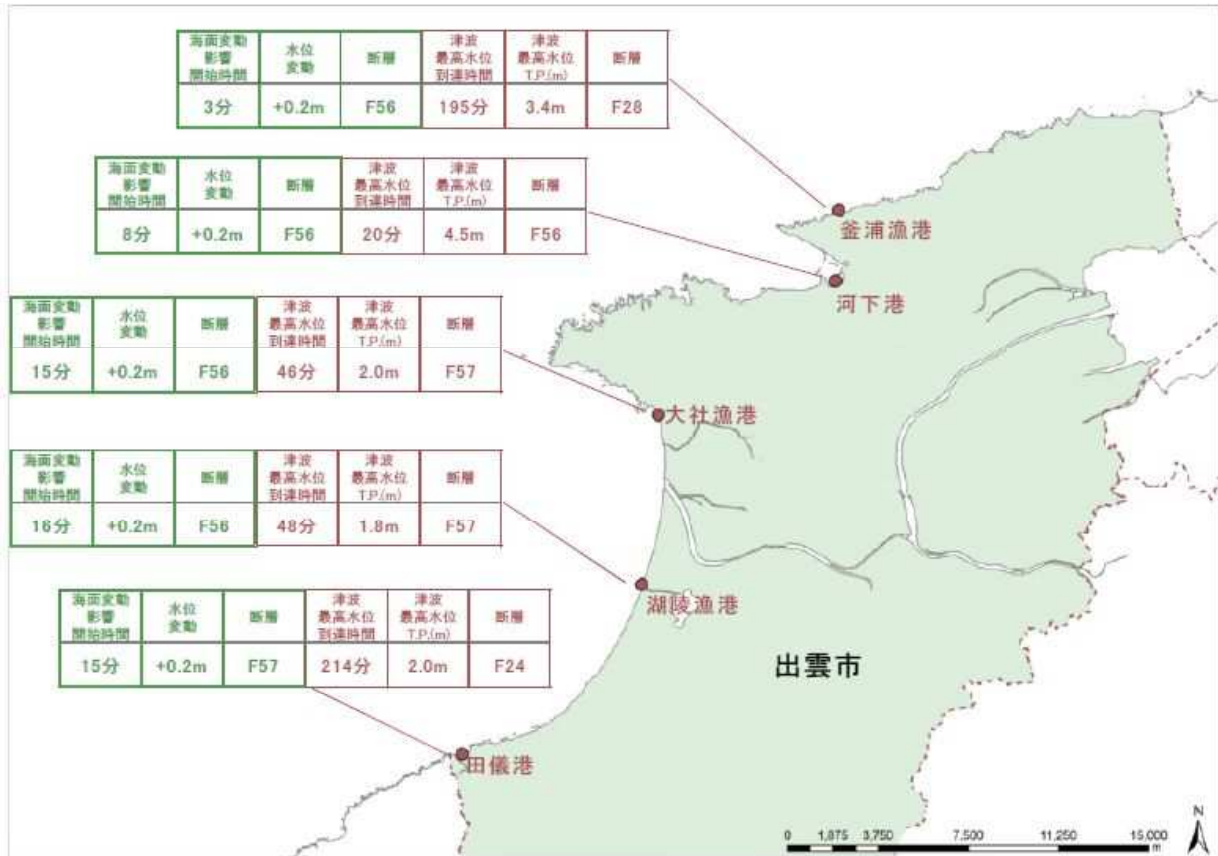 海面変動
影響
開始時間
水位
変動
断層
津波
最高水位
到達時間
津波
最高水位
T.P.(m)
断層
3分
+0.2m
F56
195分
3.4m
F28
海面変動
影響
開始時間
水位
変動
断層
津波
最高水位
到達時間
津波
最高水位
T.P.(m)
断層
8分
+0.2m
F56
20分
4.5m
F56
海面変動
影響
開始時間
水位
変動
断層
津波
最高水位
到達時間
津波
最高水位
T.P.(m)
断層
15分
+0.2m
F56
46分
2.0m
F57
海面変動
影響
開始時間
水位
変動
断層
津波
最高水位
到達時間
津波
最高水位
T.P.(m)
断層
16分
+0.2m
F56
48分
1.8m
F57
海面変動
影響
開始時間
水位
変動
断層
津波
最高水位
到達時間
津波
最高水位
T.P.(m)
断層
15分
+0.2m
F57
214分
2.0m
F24
釜浦漁港
河下港
大社漁港
湖陵漁港
出雲市
田儀港
0 1,875 3,750 7,500 11,250 15,000
m
N